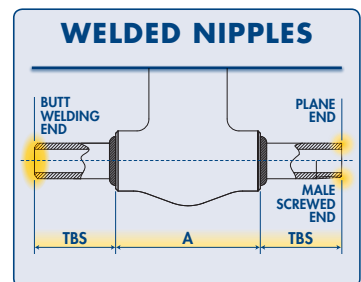 WELDED NIPPLES
BUTT
WELDING
END
PLANE
END
MALE
SCREWED
END
TBS
A
TBS